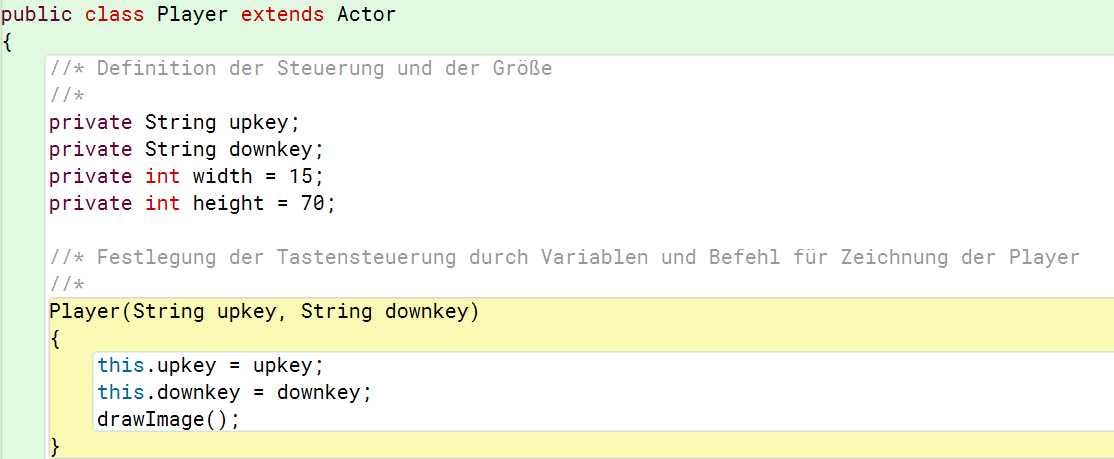 public class Player extends Actor
{
//* Definition der Steuerung und der Größe
//*
private String upkey;
private String downkey;
private int width = 15;
private int height = 70;
//* Festlegung der Tastensteuerung durch Variablen und Befehl für Zeichnung der Player
//*
Player(String upkey, String downkey)
{
this.upkey = upkey;
this.downkey = downkey;
drawImage();
}